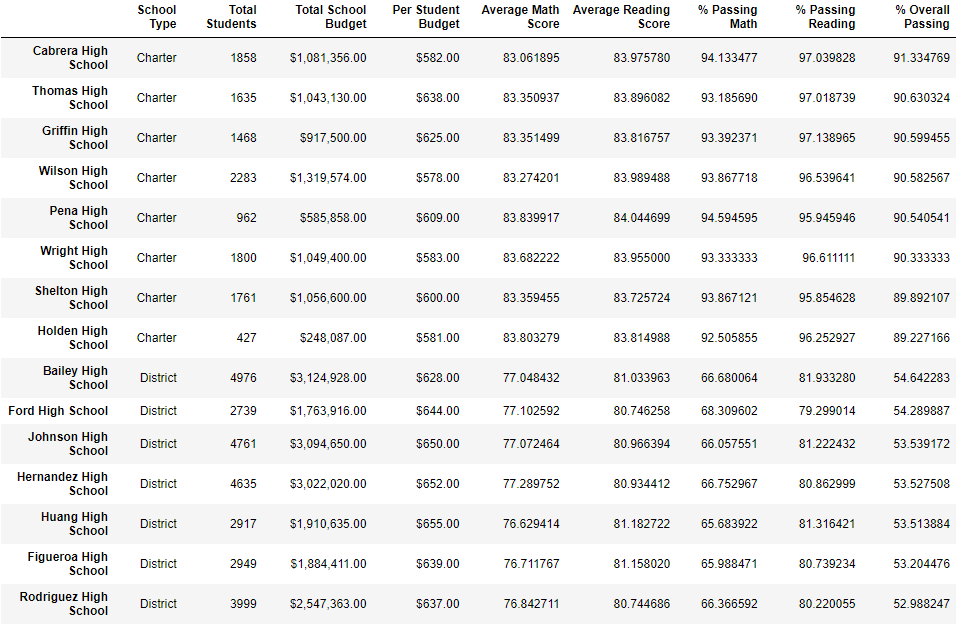 School Type Total Students Total School Budget Per Student Budget Average Math Score Average Reading Score % Passing Math % Passing Reading % Overall Passing
Cabrera High School Charter 1858 $1,081,356.00 $582.00 83.061895 83.975780 94.133477 97.039828 91.334769
Thomas High School Charter 1635 $1,043,130.00 $638.00 83.350937 83.896082 93.185690 97.018739 90.630324
Griffin High School Charter 1468 $917,500.00 $625.00 83.351499 83.816757 93.392371 97.138965 90.599455
Wilson High School Charter 2283 $1,319,574.00 $578.00 83.274201 83.989488 93.867718 96.539641 90.582567
Pena High School Charter 962 $585,858.00 $609.00 83.839917 84.044699 94.594595 95.945946 90.540541
Wright High School Charter 1800 $1,049,400.00 $583.00 83.682222 83.955000 93.333333 96.611111 90.333333
Shelton High School Charter 1761 $1,056,600.00 $600.00 83.359455 83.725724 93.867121 95.854628 89.892107
Holden High School Charter 427 $248,087.00 $581.00 83.803279 83.814988 92.505855 96.252927 89.227166
Bailey High School District 4976 $3,124,928.00 $628.00 77.048432 81.033963 66.680064 81.933280 54.642283
Ford High School District 2739 $1,763,916.00 $644.00 77.102592 80.746258 68.309602 79.299014 54.289887
Johnson High School District 4761 $3,094,650.00 $650.00 77.072464 80.966394 66.057551 81.222432 53.539172
Hernandez High School District 4635 $3,022,020.00 $652.00 77.289752 80.934412 66.752967 80.862999 53.527508
Huang High School District 2917 $1,910,635.00 $655.00 76.629414 81.182722 65.683922 81.316421 53.513884
Figueroa High School District 2949 $1,884,411.00 $639.00 76.711767 81.158020 65.988471 80.739234 53.204476
Rodriguez High School District 3999 $2,547,363.00 $637.00 76.842711 80.744686 66.366592 80.220055 52.988247